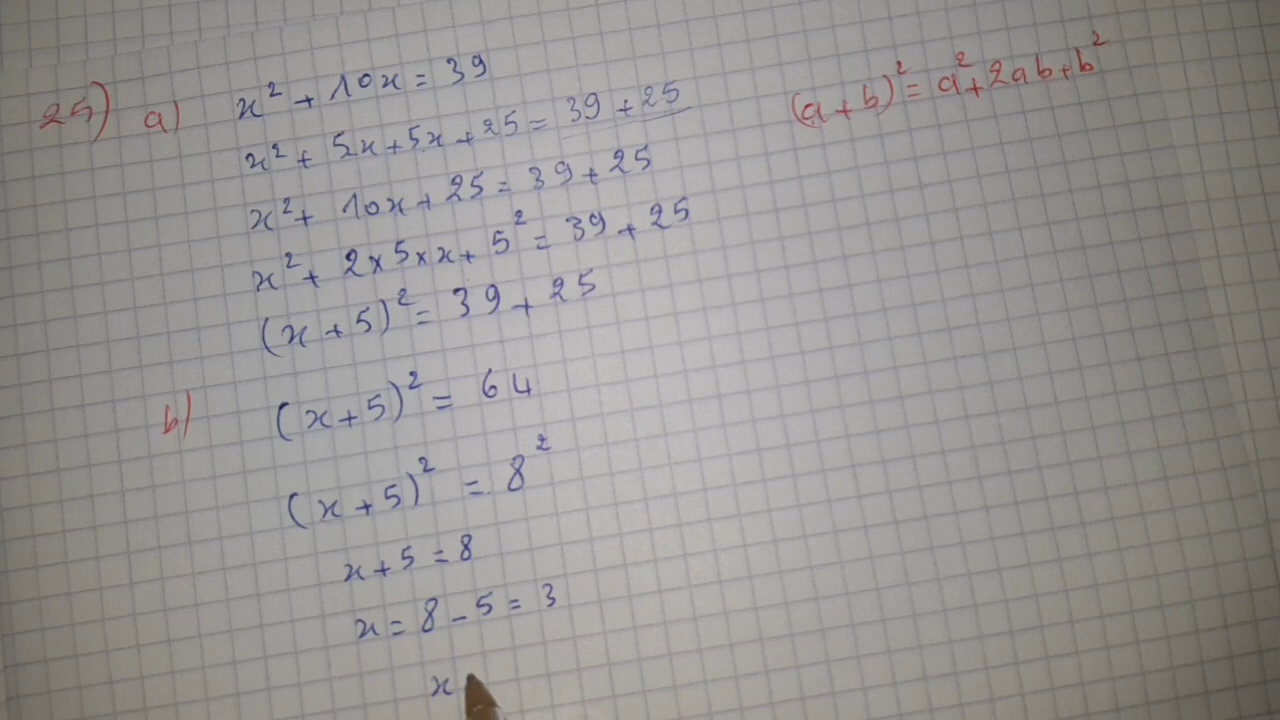 25) a) x² + 10x = 39
(a+b)² = a² + 2ab + b²
x² + 5x + 5x + 25 = 39 + 25
x² + 10x + 25 = 39 + 25
x² + 2×5×x + 5² = 39 + 25
(x+5)² = 39 + 25
b) (x+5)² = 64
(x+5)² = 8²
x + 5 = 8
x = 8 - 5 = 3
x